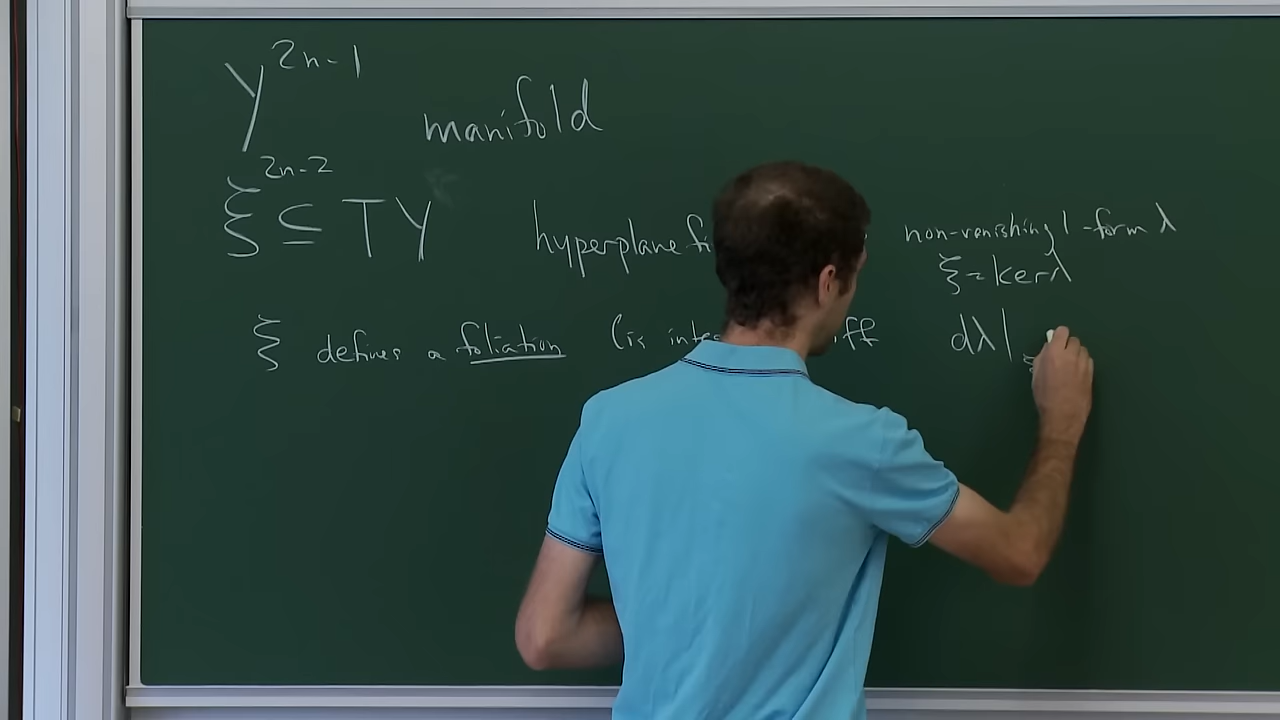 Y^{2n-1} manifold
ξ^{2n-2} ⊆ TY hyperplane fi
non-vanishing 1-form λ
ξ = ker λ
ξ defines a foliation (is inte iff dλ|_ξ